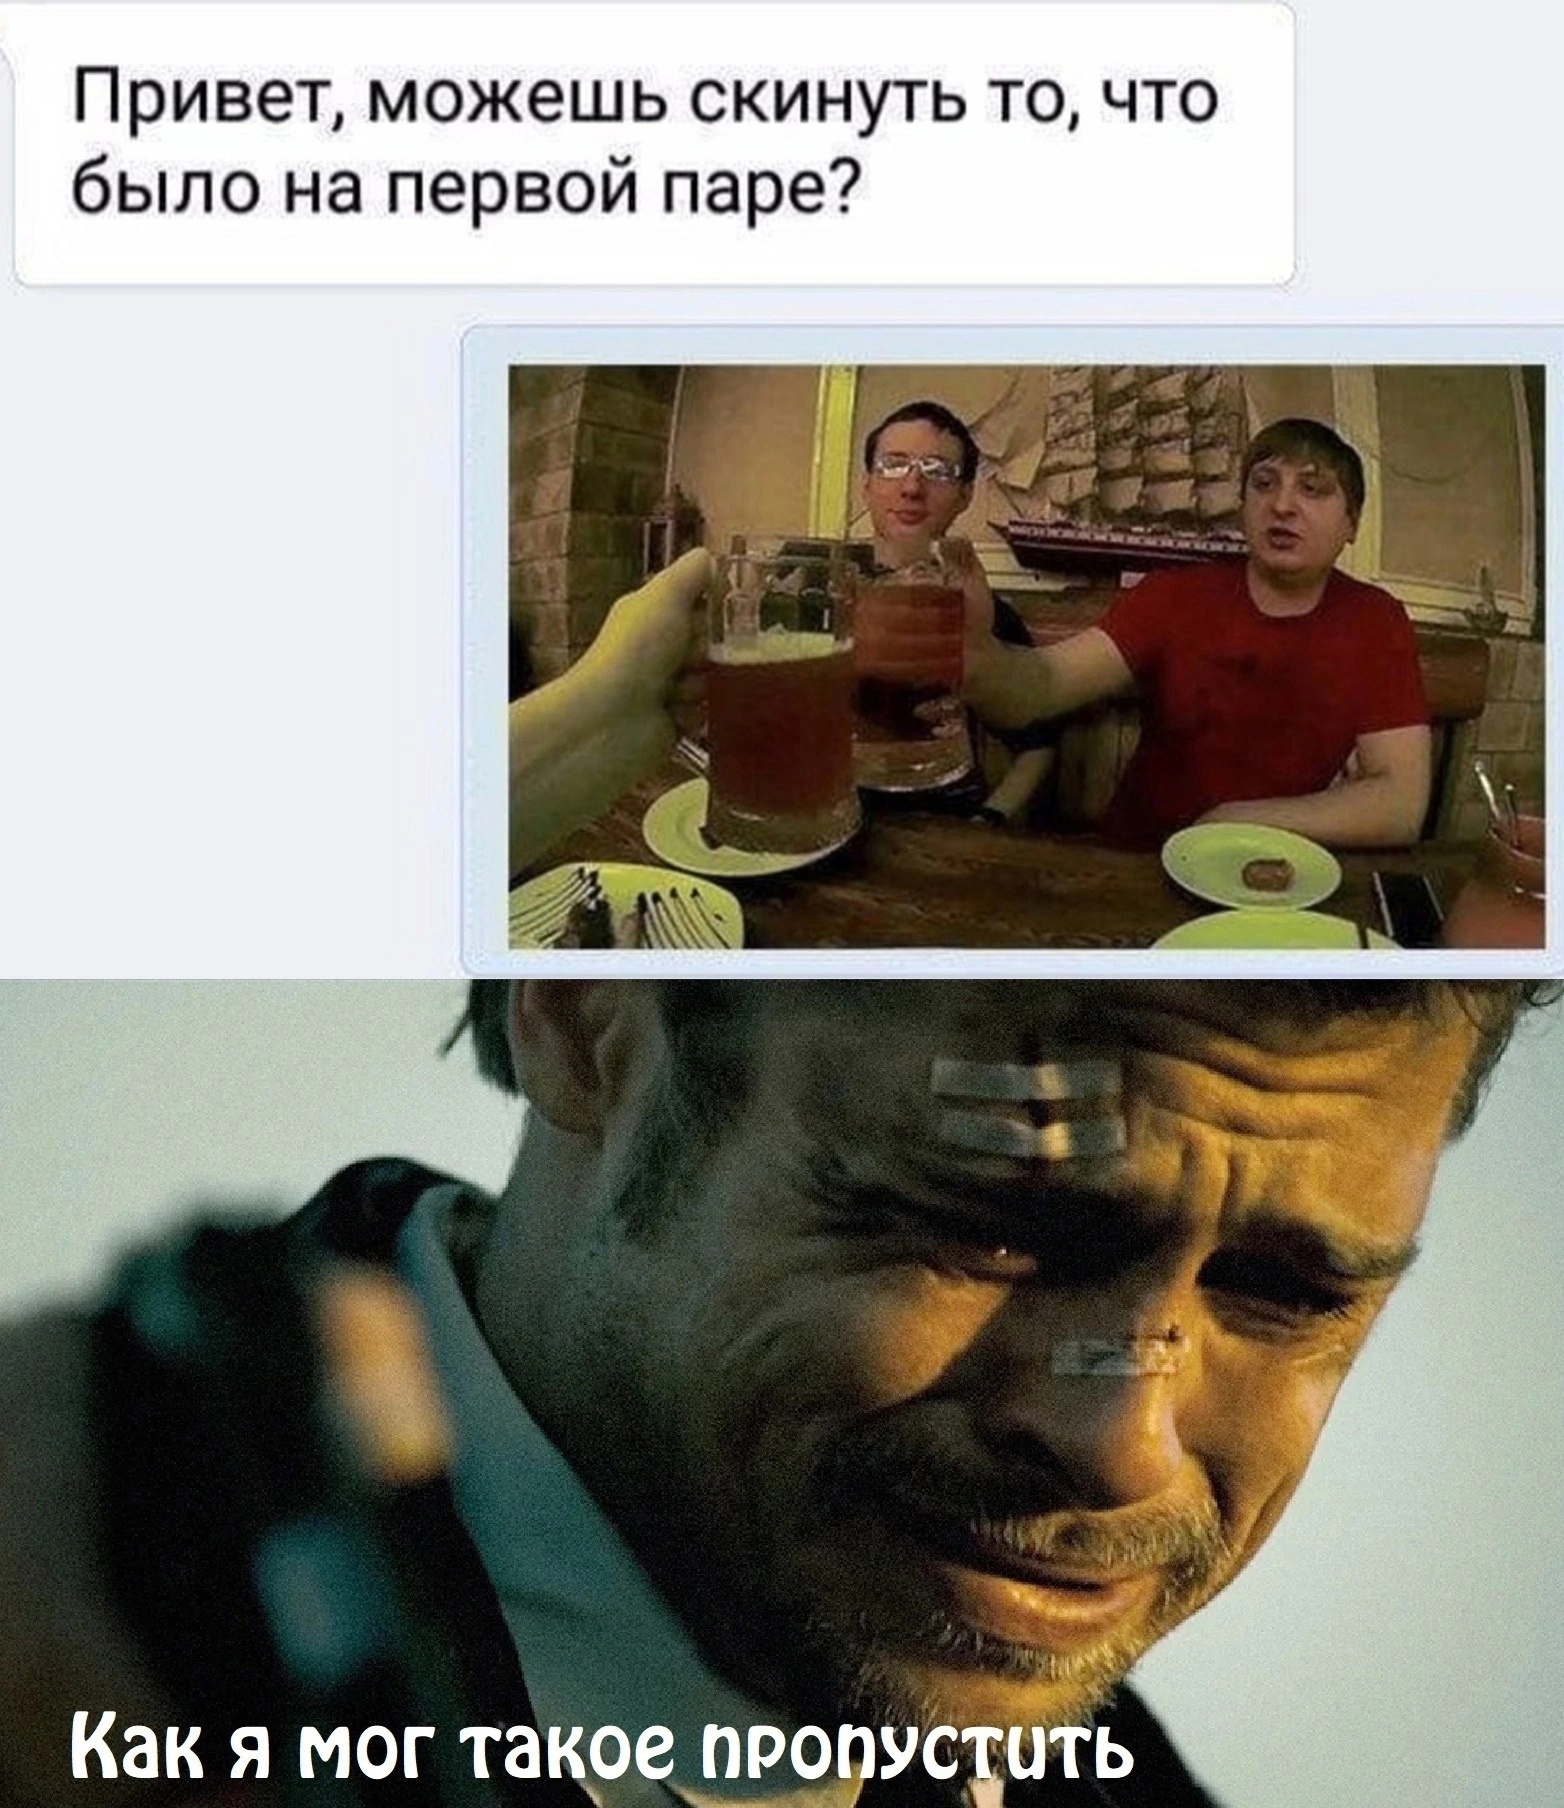 Привет, можешь скинуть то, что
было на первой паре?
Как я мог такое пропустить